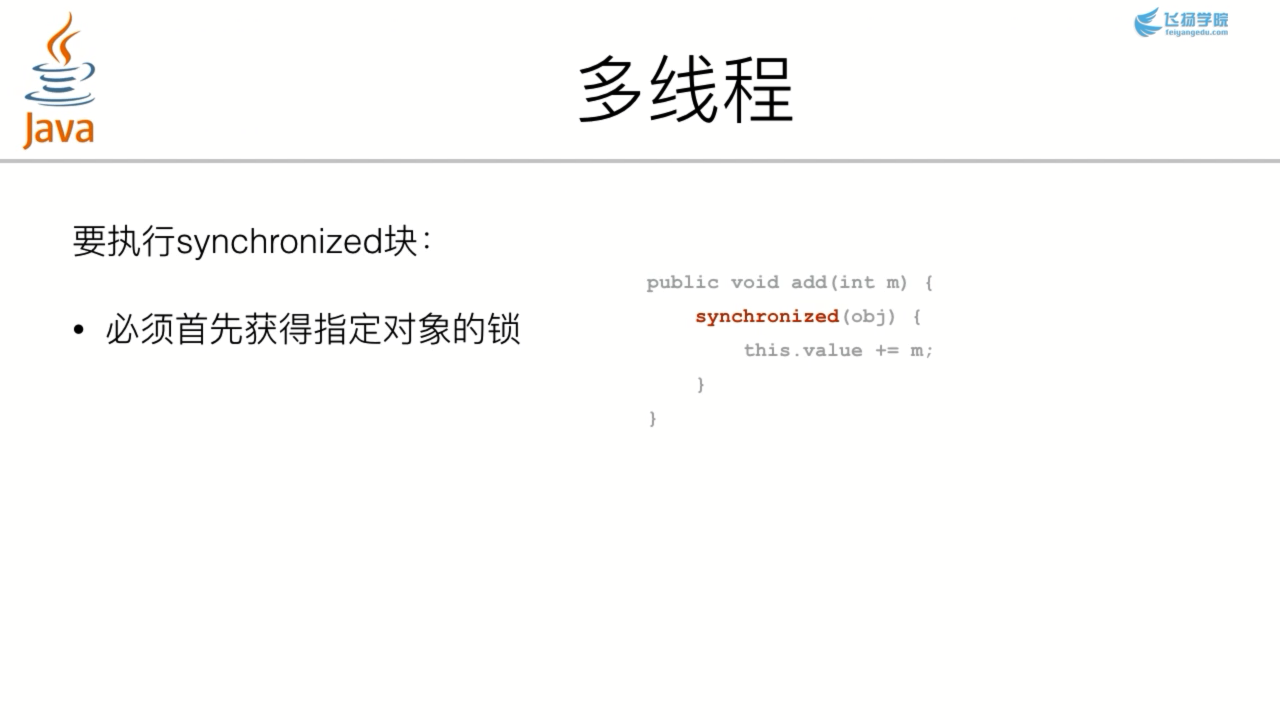 Java
飞扬学院
feiyangedu.com
多线程
要执行synchronized块：
• 必须首先获得指定对象的锁
public void add(int m) {
    synchronized(obj) {
        this.value += m;
    }
}